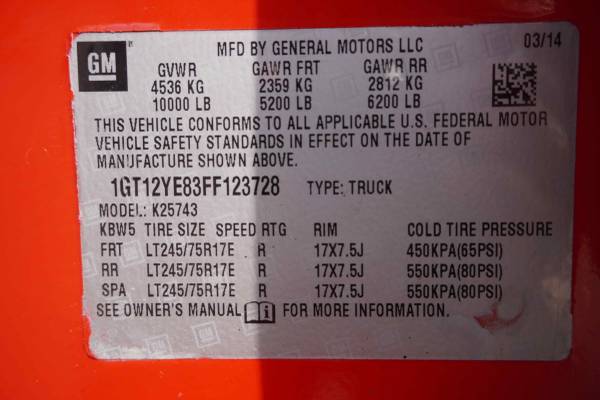 GM
MFD BY GENERAL MOTORS LLC 03/14
GVWR GAWR FRT GAWR RR
4536 KG 2359 KG 2812 KG
10000 LB 5200 LB 6200 LB
THIS VEHICLE CONFORMS TO ALL APPLICABLE U.S. FEDERAL MOTOR
VEHICLE SAFETY STANDARDS IN EFFECT ON THE DATE OF
MANUFACTURE SHOWN ABOVE.
1GT12YE83FF123728 TYPE: TRUCK
MODEL: K25743
KBW5 TIRE SIZE SPEED RTG RIM COLD TIRE PRESSURE
FRT LT245/75R17E R 17X7.5J 450KPA(65PSI)
RR LT245/75R17E R 17X7.5J 550KPA(80PSI)
SPA LT245/75R17E R 17X7.5J 550KPA(80PSI)
SEE OWNER'S MANUAL FOR MORE INFORMATION.